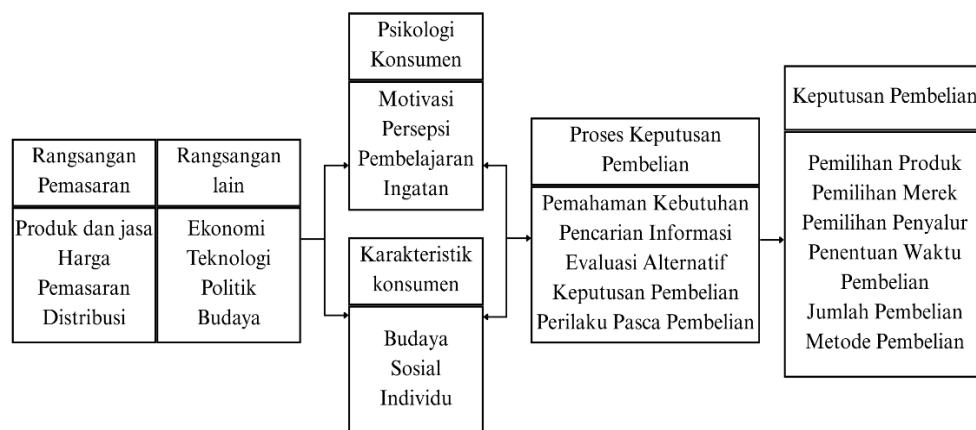 Rangsangan
Pemasaran
Produk dan jasa
Harga
Pemasaran
Distribusi
Rangsangan
lain
Ekonomi
Teknologi
Politik
Budaya
Psikologi
Konsumen
Motivasi
Persepsi
Pembelajaran
Ingatan
Karakteristik
konsumen
Budaya
Sosial
Individu
Proses Keputusan
Pembelian
Pemahaman Kebutuhan
Pencarian Informasi
Evaluasi Alternatif
Keputusan Pembelian
Perilaku Pasca Pembelian
Keputusan Pembelian
Pemilihan Produk
Pemilihan Merek
Pemilihan Penyalur
Penentuan Waktu
Pembelian
Jumlah Pembelian
Metode Pembelian